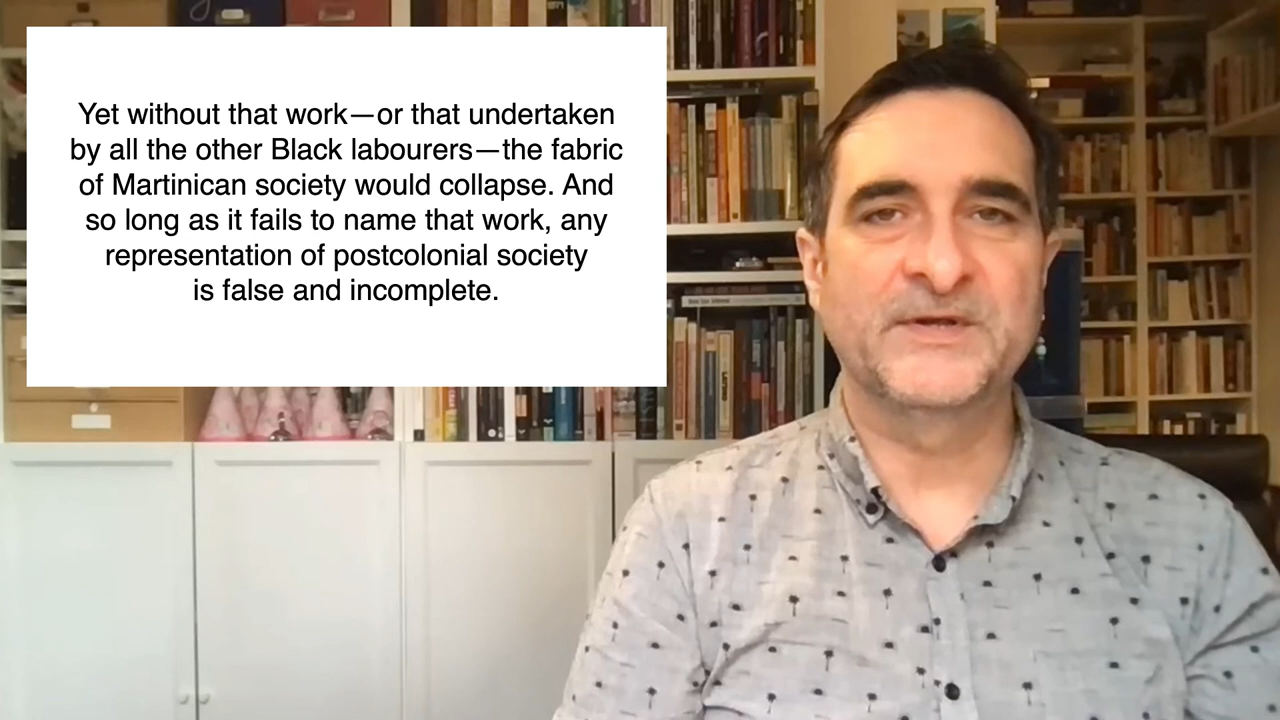 Yet without that work—or that undertaken
by all the other Black labourers—the fabric
of Martinican society would collapse. And
so long as it fails to name that work, any
representation of postcolonial society
is false and incomplete.